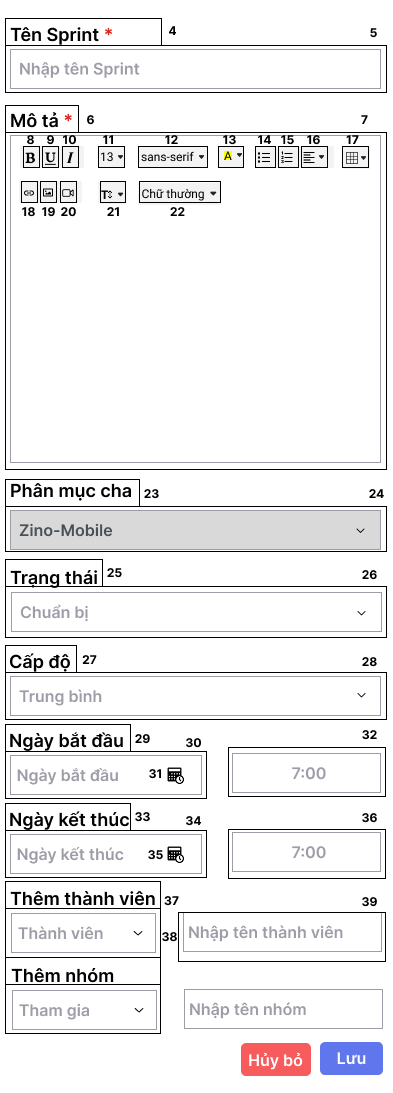 Tên Sprint * 4 5
Nhập tên Sprint
Mô tả * 6 7
8 9 10 11 12 13 14 15 16 17
B U I 13 sans-serif A
T Chữ thường
18 19 20 21 22
Phân mục cha 23 24
Zino-Mobile
Trạng thái 25 26
Chuẩn bị
Cấp độ 27 28
Trung bình
Ngày bắt đầu 29 30 32
Ngày bắt đầu 31 7:00
Ngày kết thúc 33 34 36
Ngày kết thúc 35 7:00
Thêm thành viên 37 39
Thành viên 38 Nhập tên thành viên
Thêm nhóm
Tham gia Nhập tên nhóm
Hủy bỏ Lưu